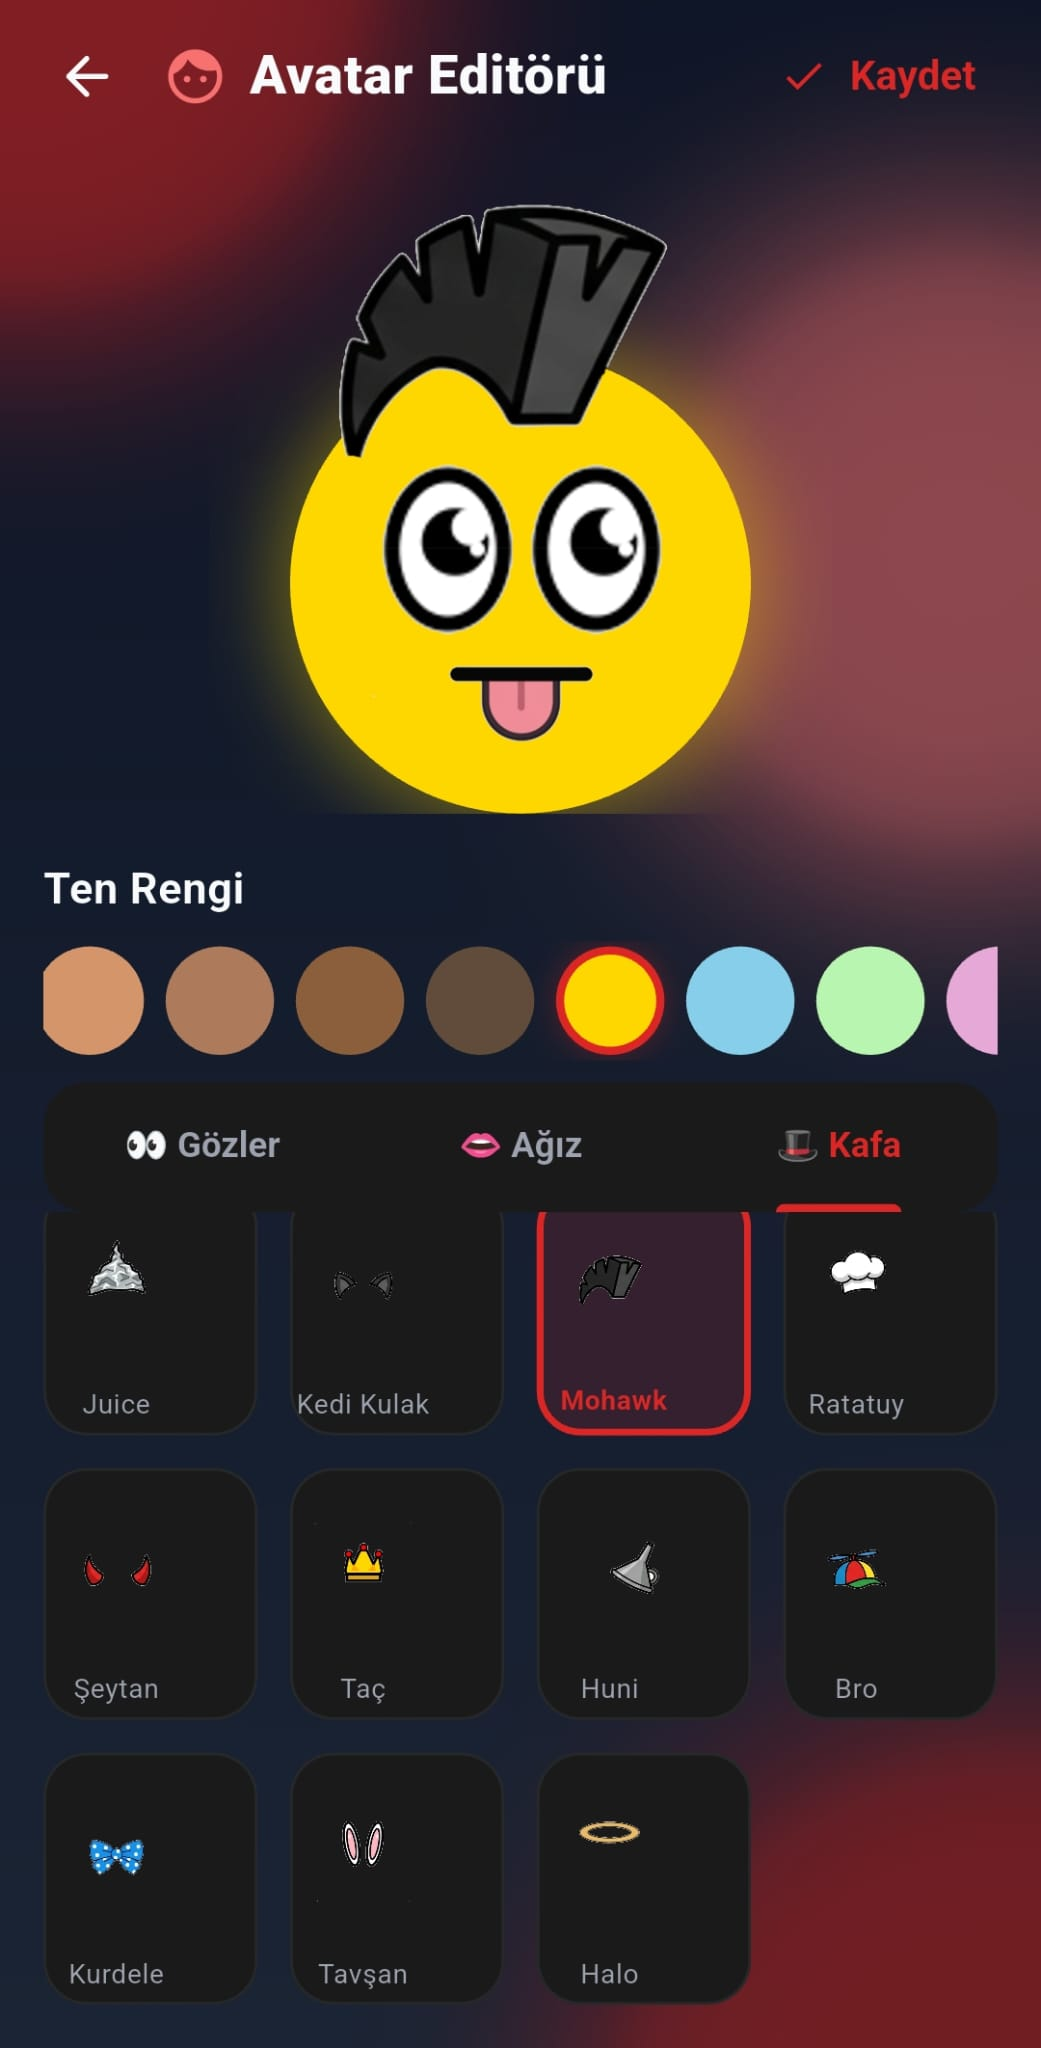 Avatar Editörü
Kaydet
Ten Rengi
Gözler
Ağız
Kafa
Juice
Kedi Kulak
Mohawk
Ratatuy
Şeytan
Taç
Huni
Bro
Kurdele
Tavşan
Halo